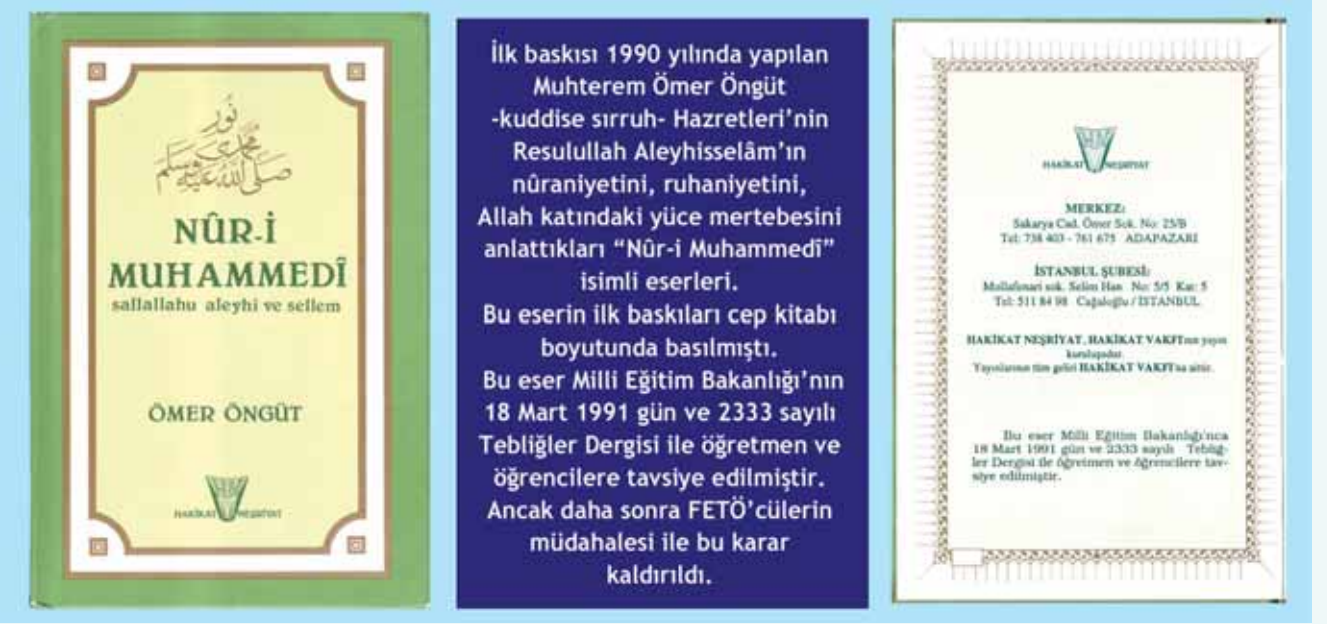 نور
محمدی
صلى الله عليه وسلم
NÛR-İ
MUHAMMEDÎ
sallallahu aleyhi ve sellem
ÖMER ÖNGÜT
HAKİKAT NEŞRİYAT
İlk baskısı 1990 yılında yapılan
Muhterem Ömer Öngüt
-kuddise sırruh- Hazretleri’nin
Resulullah Aleyhisselâm’ın
nûraniyetini, ruhaniyetini,
Allah katındaki yüce mertebesini
anlattıkları “Nûr-i Muhammedî”
isimli eserleri.
Bu eserin ilk baskıları cep kitabı
boyutunda basılmıştı.
Bu eser Milli Eğitim Bakanlığı’nın
18 Mart 1991 gün ve 2333 sayılı
Tebliğler Dergisi ile öğretmen ve
öğrencilere tavsiye edilmiştir.
Ancak daha sonra FETÖ’cülerin
müdahalesi ile bu karar
kaldırıldı.
HAKİKAT NEŞRİYAT
MERKEZ:
Sakarya Cad. Ömer Sok. No: 25/B
Tel: 738 403 - 761 675 ADAPAZARI
İSTANBUL ŞUBESİ:
Mollafenari sok. Selim Han No: 5/5 Kat: 5
Tel: 511 84 98 Cağaloğlu / İSTANBUL
HAKİKAT NEŞRİYAT, HAKİKAT VAKFI'nın yayın
kuruluşudur.
Yayınlarının tüm geliri HAKİKAT VAKFI'na aittir.
Bu eser Milli Eğitim Bakanlığı'nca
18 Mart 1991 gün ve 2333 sayılı Tebliğ-
ler Dergisi ile öğretmen ve öğrencilere tav-
siye edilmiştir.